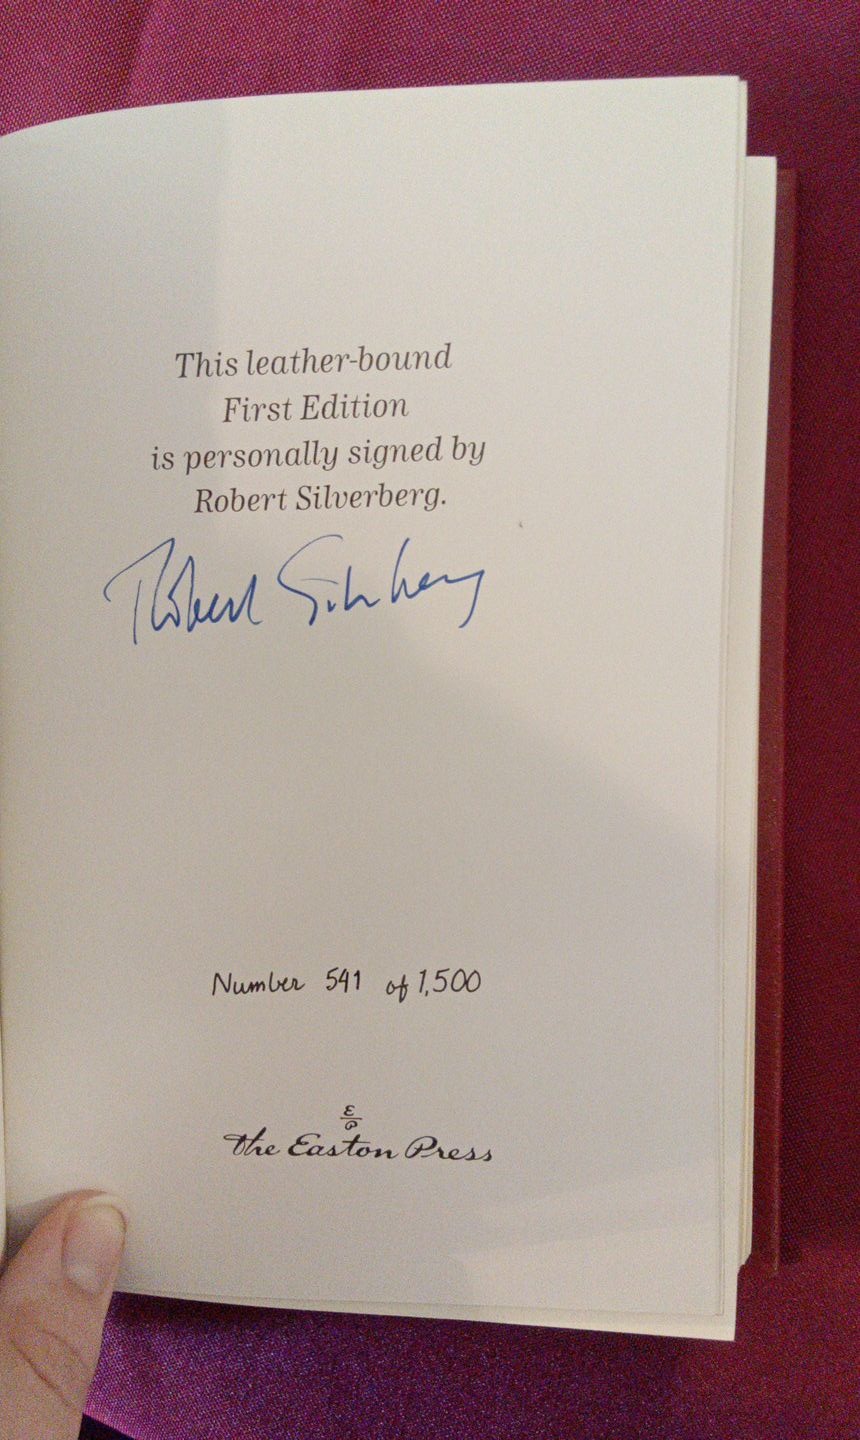 This leather-bound
First Edition
is personally signed by
Robert Silverberg.
Robert Silverberg
Number 541 of 1,500
E
P
The Easton Press